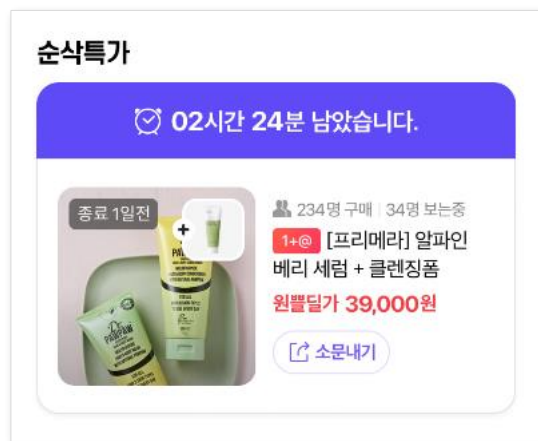 순삭특가
02시간 24분 남았습니다.
종료 1일전
+
234명 구매 | 34명 보는중
1+@ [프리메라] 알파인
베리 세럼 + 클렌징폼
원쁠딜가 39,000원
소문내기
Dr.
PAWPAW